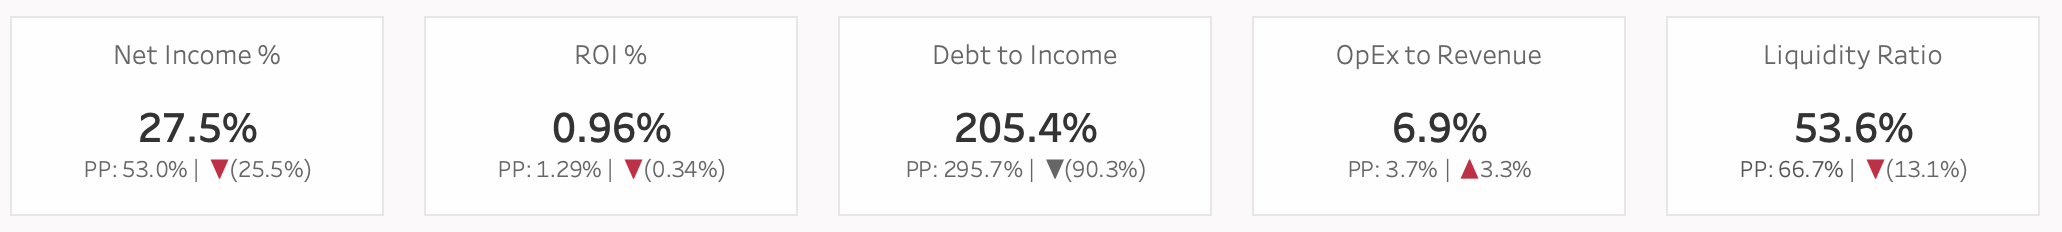 Net Income %
27.5%
PP: 53.0% | ▼(25.5%)
ROI %
0.96%
PP: 1.29% | ▼(0.34%)
Debt to Income
205.4%
PP: 295.7% | ▼(90.3%)
OpEx to Revenue
6.9%
PP: 3.7% | ▲3.3%
Liquidity Ratio
53.6%
PP: 66.7% | ▼(13.1%)